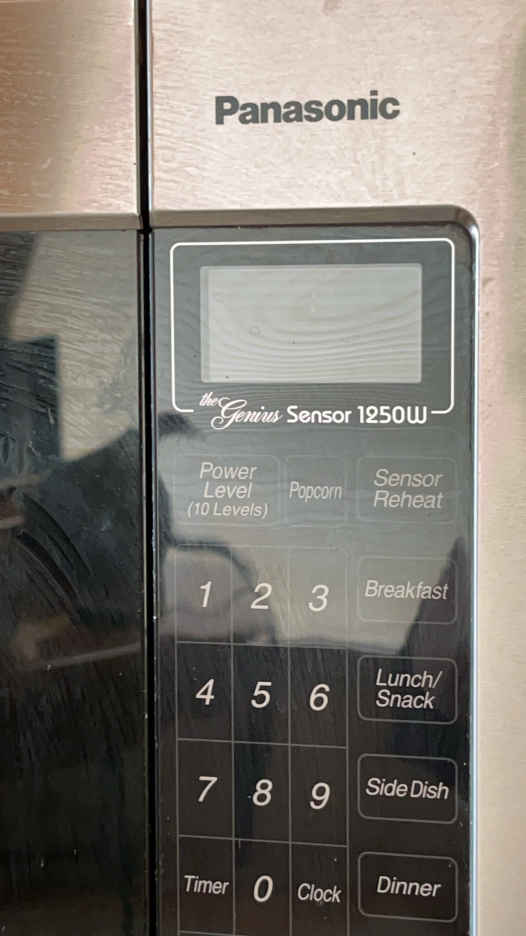 Panasonic
the Genius Sensor 1250W
Power
Level
(10 Levels)
Popcorn
Sensor
Reheat
1 2 3
Breakfast
4 5 6
Lunch/
Snack
7 8 9
Side Dish
Timer 0 Clock
Dinner